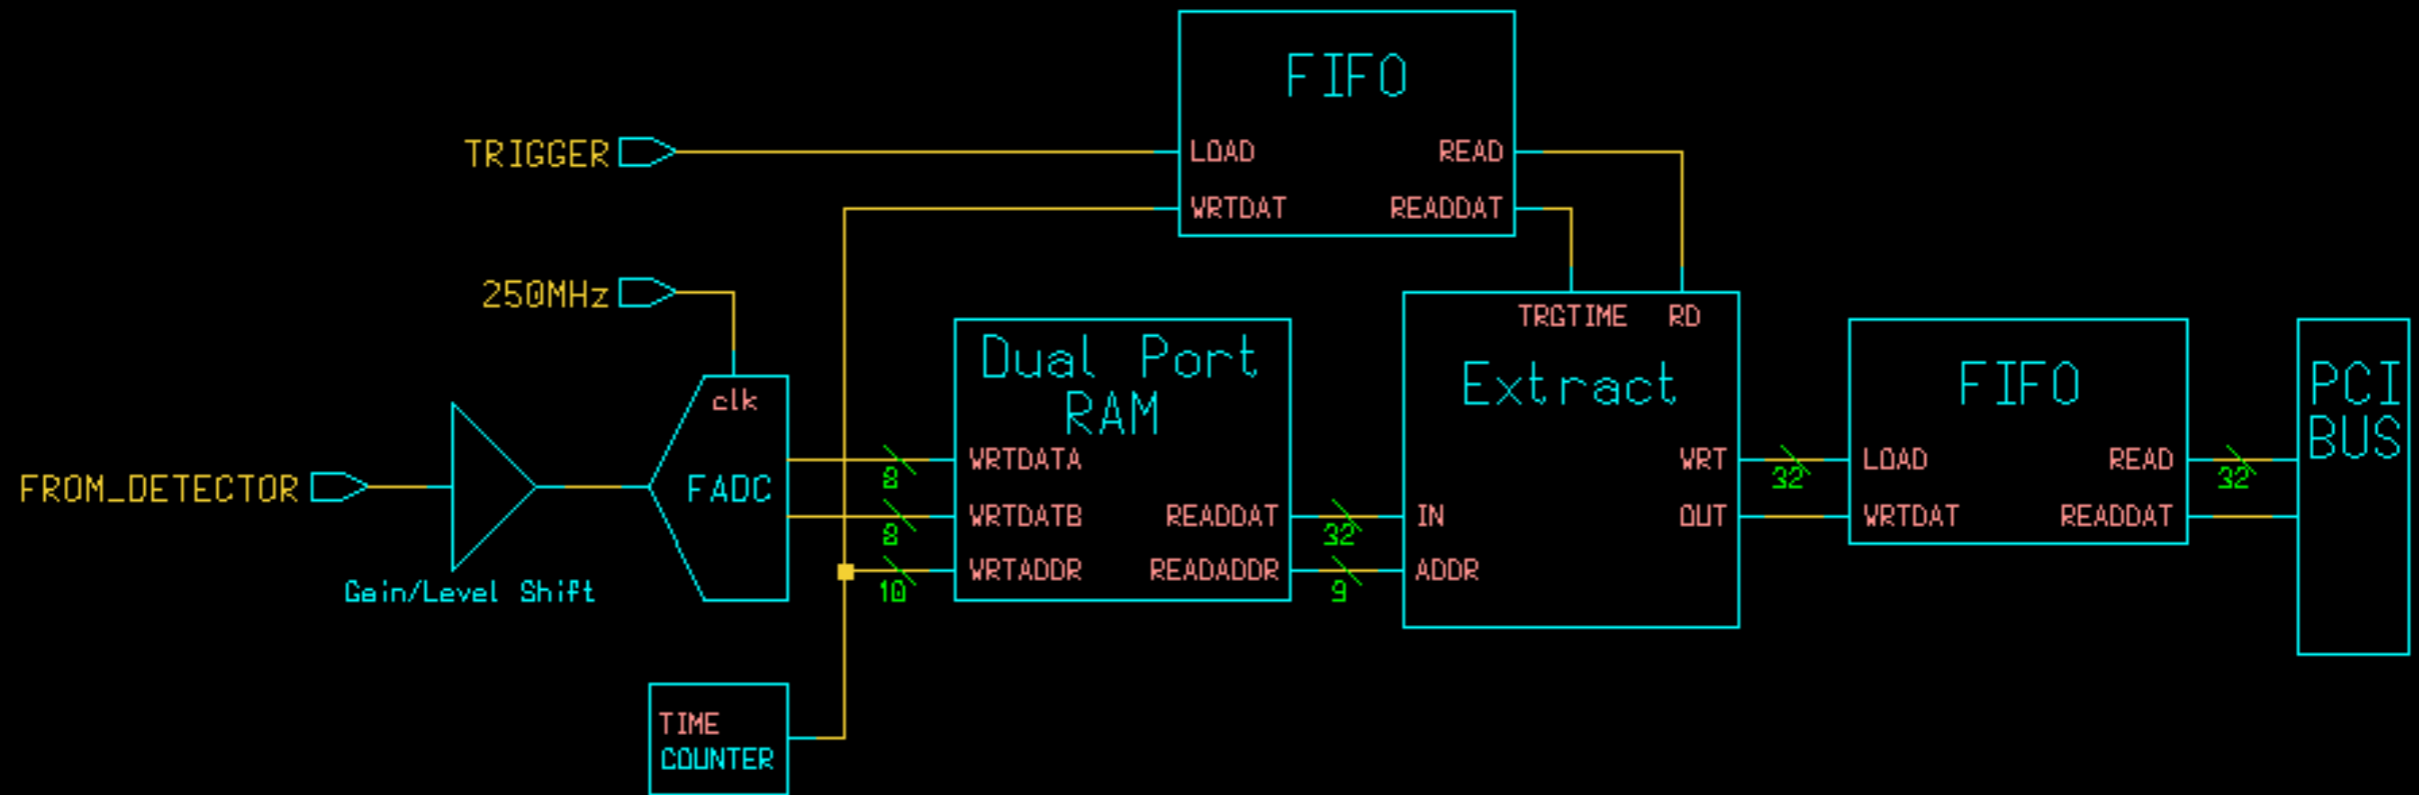 FIFO
TRIGGER
LOAD
READ
WRTDAT
READDAT
250MHz
TRGTIME
RD
clk
Dual Port
RAM
Extract
FIFO
PCI
BUS
FROM_DETECTOR
FADC
8
WRTDATA
WRT
32
LOAD
READ
32
8
WRTDATB
READDAT
32
IN
OUT
WRTDAT
READDAT
10
WRTADDR
READADDR
9
ADDR
Gain/Level Shift
TIME
COUNTER